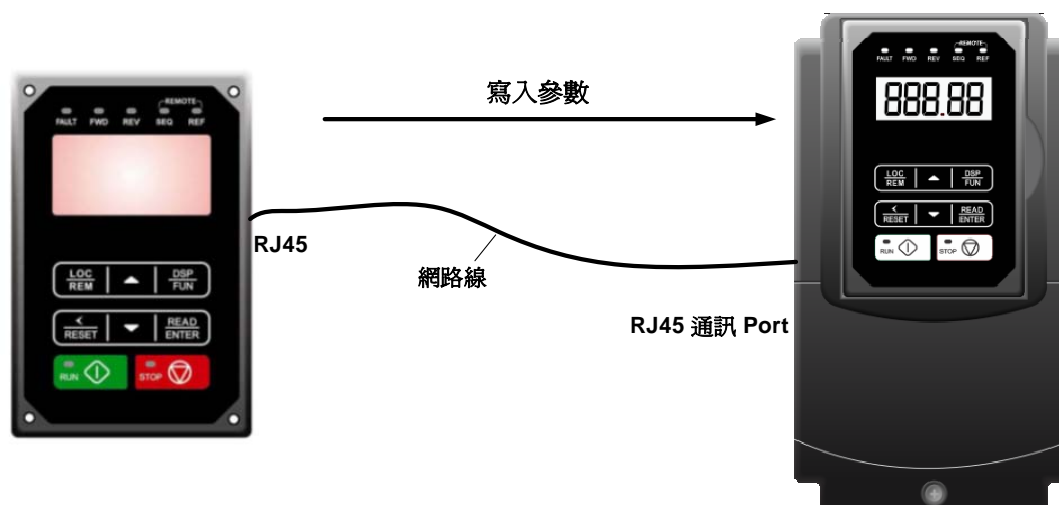 REMOTE
FAULT FWD REV SEQ REF
LOC
REM
DSP
FUN
<
RESET
READ
ENTER
RUN
STOP
寫入參數
RJ45
網路線
RJ45 通訊 Port
REMOTE
FAULT FWD REV SEQ REF
888.88
LOC
REM
DSP
FUN
<
RESET
READ
ENTER
RUN
STOP